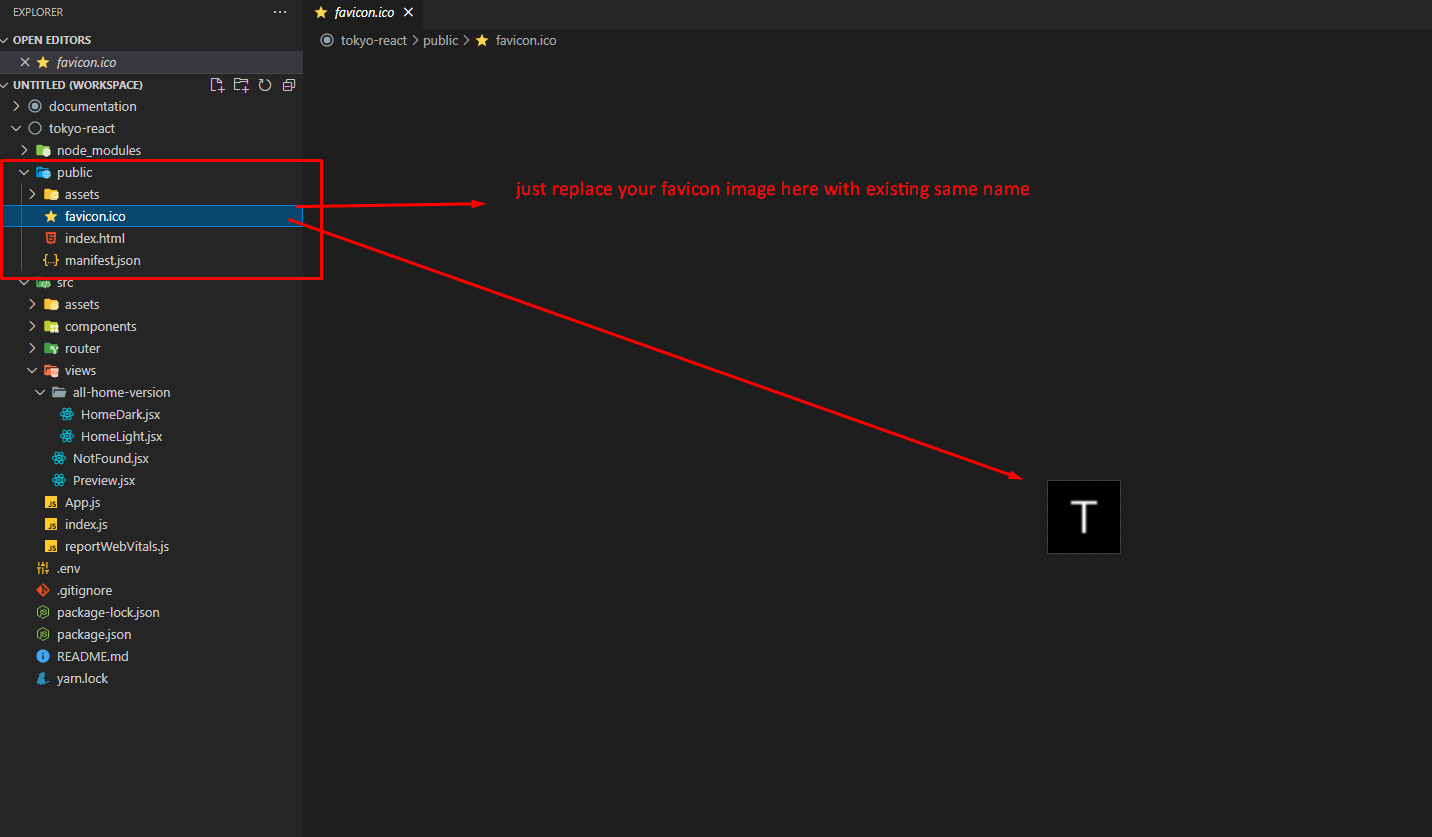 EXPLORER
OPEN EDITORS
favicon.ico
UNTITLED (WORKSPACE)
documentation
tokyo-react
node_modules
public
assets
favicon.ico
index.html
manifest.json
src
assets
components
router
views
all-home-version
HomeDark.jsx
HomeLight.jsx
NotFound.jsx
Preview.jsx
JS App.js
JS index.js
JS reportWebVitals.js
.env
.gitignore
package-lock.json
package.json
README.md
yarn.lock
favicon.ico
tokyo-react > public > favicon.ico
just replace your favicon image here with existing same name
T